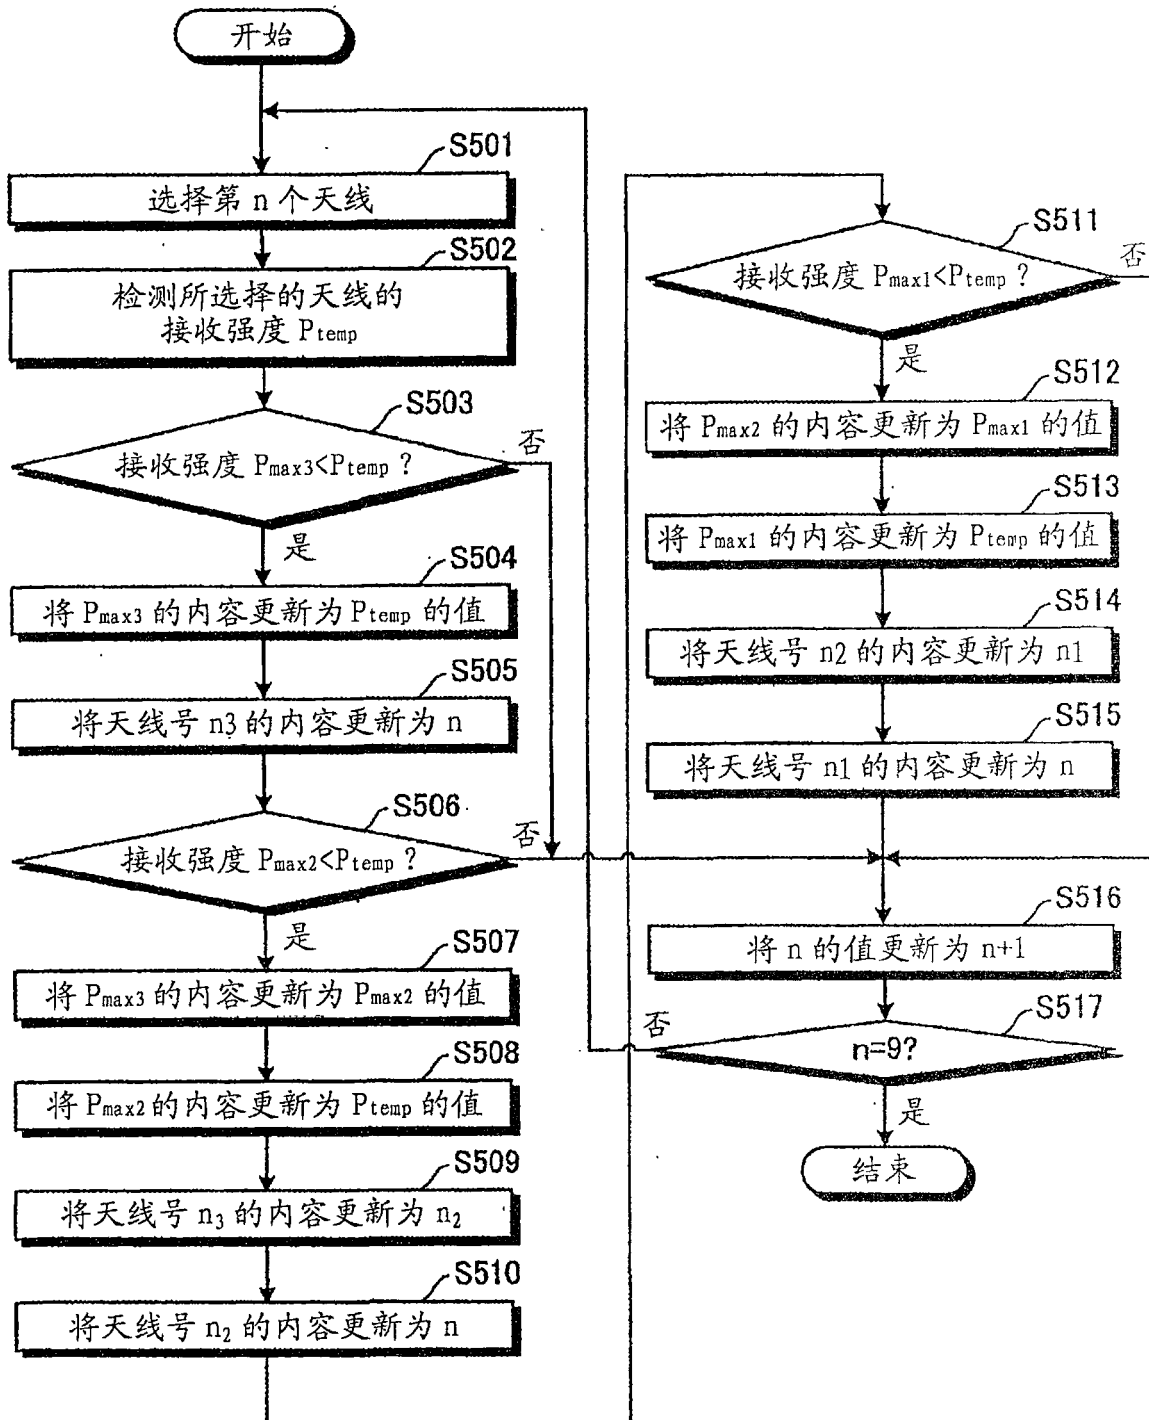 开始
S501
选择第 n 个天线
S502
检测所选择的天线的
接收强度 Ptemp
S503
接收强度 Pmax3<Ptemp ?
否
是
S504
将 Pmax3 的内容更新为 Ptemp 的值
S505
将天线号 n3 的内容更新为 n
S506
接收强度 Pmax2<Ptemp ?
否
是
S507
将 Pmax3 的内容更新为 Pmax2 的值
S508
将 Pmax2 的内容更新为 Ptemp 的值
S509
将天线号 n3 的内容更新为 n2
S510
将天线号 n2 的内容更新为 n
S511
接收强度 Pmax1<Ptemp ?
否
是
S512
将 Pmax2 的内容更新为 Pmax1 的值
S513
将 Pmax1 的内容更新为 Ptemp 的值
S514
将天线号 n2 的内容更新为 n1
S515
将天线号 n1 的内容更新为 n
S516
将 n 的值更新为 n+1
S517
n=9?
否
是
结束